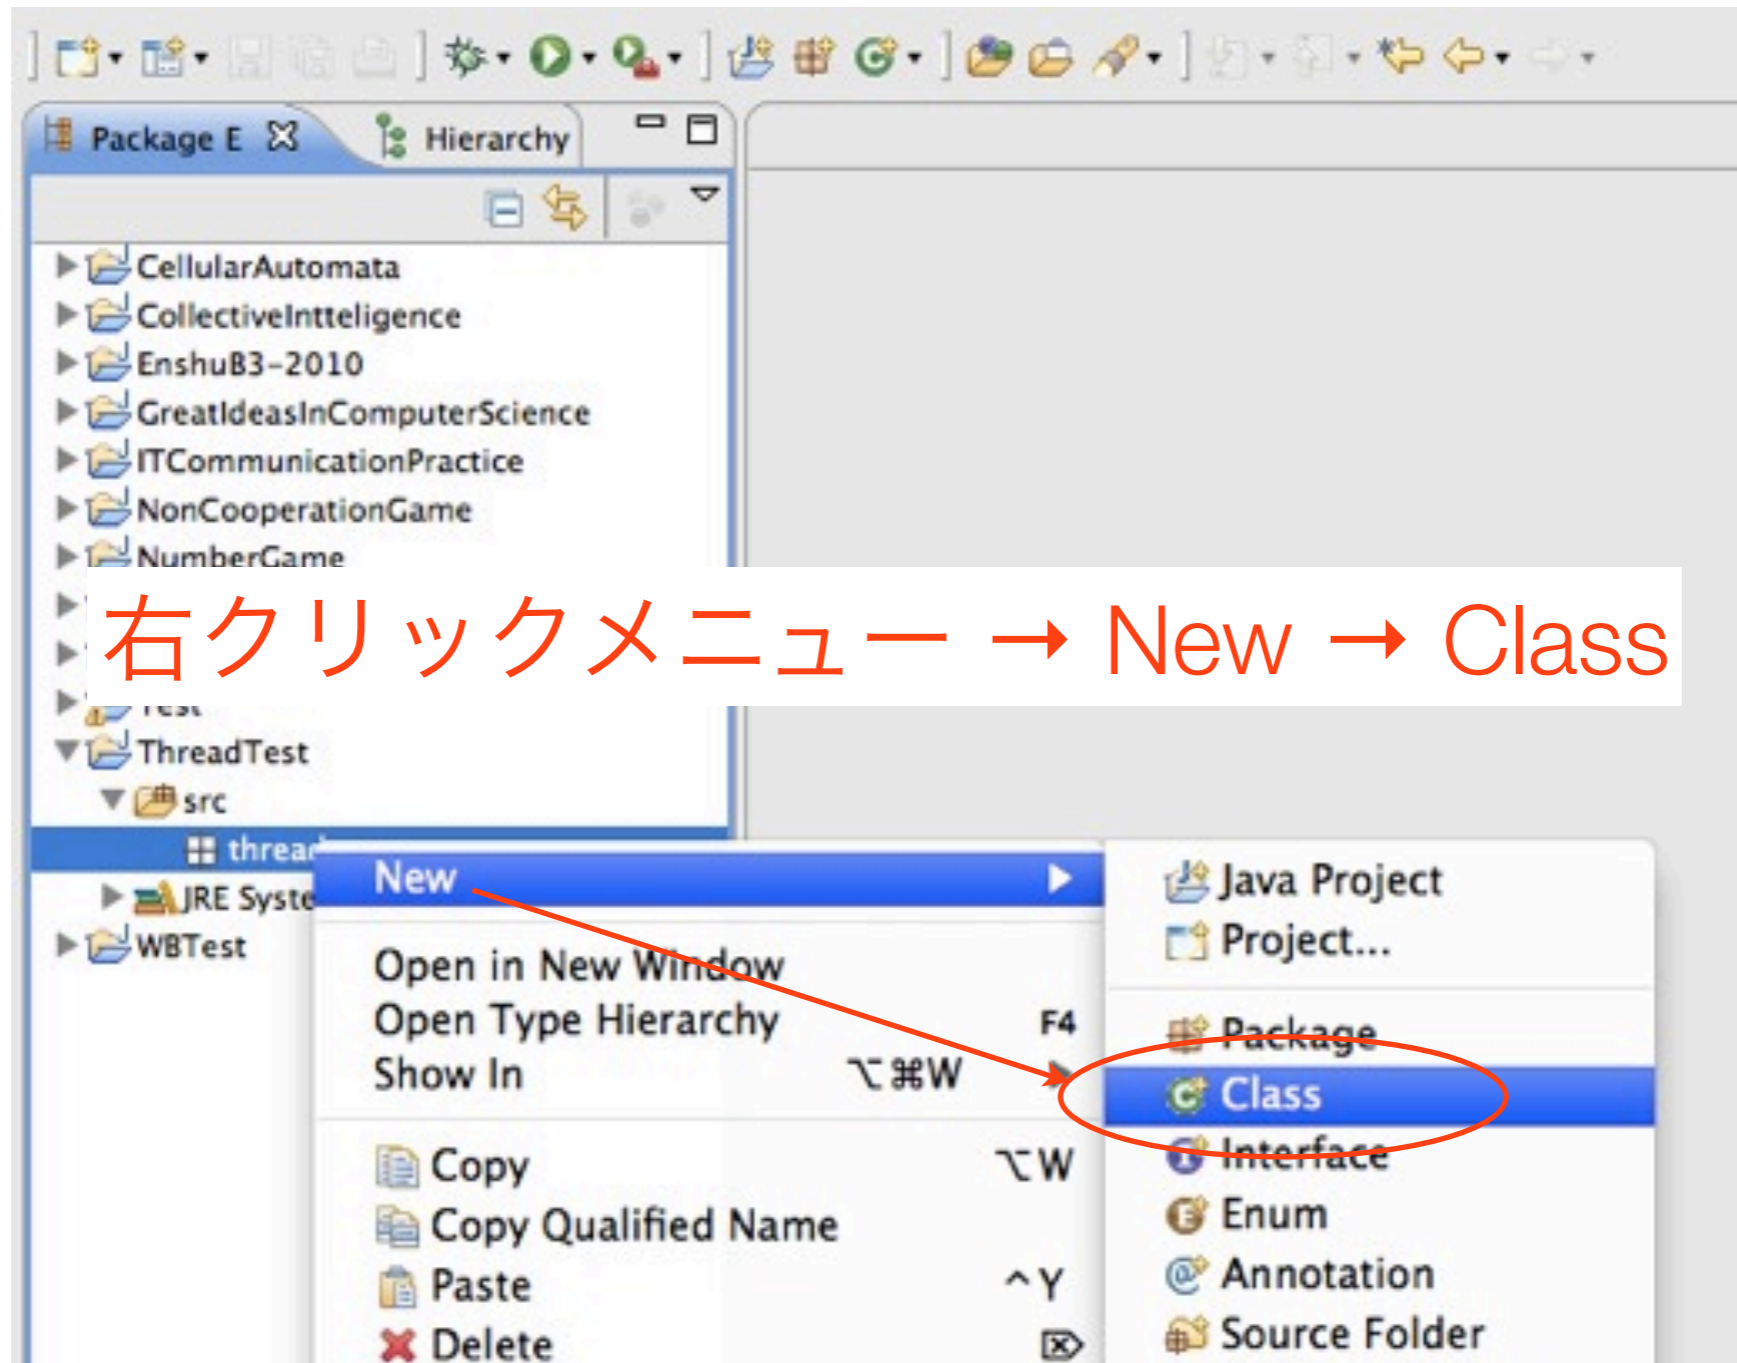 Package E
Hierarchy
CellularAutomata
CollectiveIntteligence
EnshuB3-2010
GreatIdeasInComputerScience
ITCommunicationPractice
NonCooperationGame
NumberGame
右クリックメニュー → New → Class
Test
ThreadTest
src
JRE
WBTest
New
Open in New Window
Open Type Hierarchy F4
Show In ⌥⌘W
Copy ⌥W
Copy Qualified Name
Paste ^Y
Delete ⌦
Java Project
Project...
Package
Class
Interface
Enum
Annotation
Source Folder